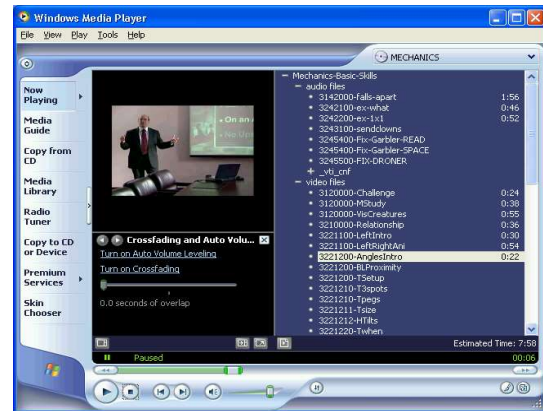 Windows Media Player
File View Play Tools Help
MECHANICS
Now Playing
Media Guide
Copy from CD
Media Library
Radio Tuner
Copy to CD or Device
Premium Services
Skin Chooser
On an
No Ver
Crossfading and Auto Volu...
Turn on Auto Volume Leveling
Turn on Crossfading
0.0 seconds of overlap
Mechanics-Basic-Skills
audio files
3142000-falls-apart 1:56
3242100-ex-what 0:46
3242200-ex-1x1 0:52
3243100-sendclowns
3245400-Fix-Garbler-READ
3245400-Fix-Garbler-SPACE
3245500-FIX-DRONER
_vti_cnf
video files
3120000-Challenge 0:24
3120000-MStudy 0:38
3120000-VisCreatures 0:55
3210000-Relationship 0:36
3221100-LeftIntro 0:30
3221100-LeftRightAni 0:54
3221200-AnglesIntro 0:22
3221200-BLProximity
3221200-TSetup
3221210-T3spots
3221210-Tpegs
3221211-Tsize
3221212-HTilts
3221220-Twhen
Estimated Time: 7:58
Paused 00:06